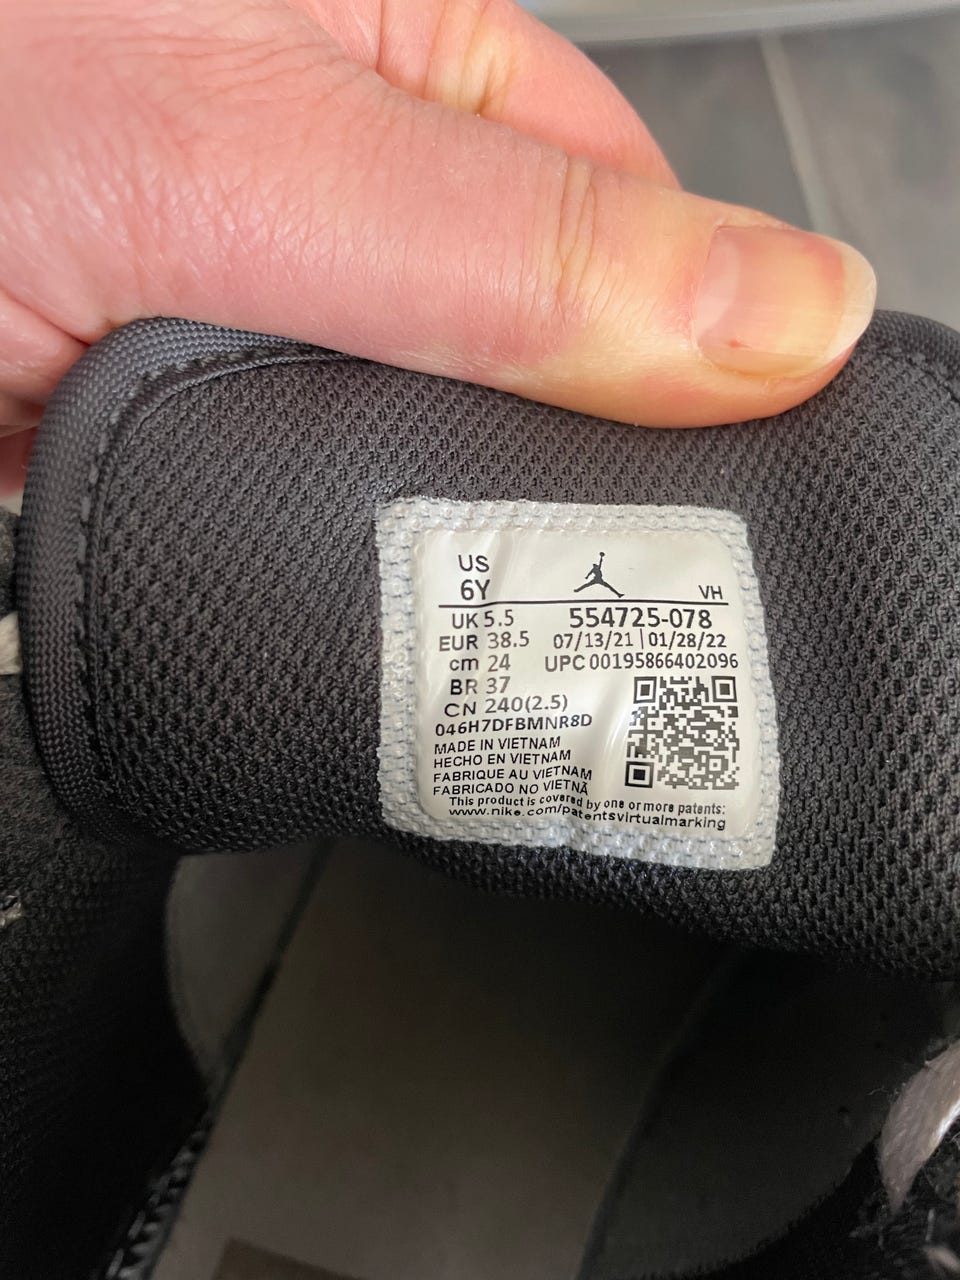 US
6Y
VH
UK 5.5
554725-078
EUR 38.5
07/13/21 | 01/28/22
cm 24
UPC 00195866402096
BR 37
CN 240(2.5)
046H7DFBMNR8D
MADE IN VIETNAM
HECHO EN VIETNAM
FABRIQUE AU VIETNAM
FABRICADO NO VIETNÃ
This product is covered by one or more patents:
www.nike.com/patentsvirtualmarking